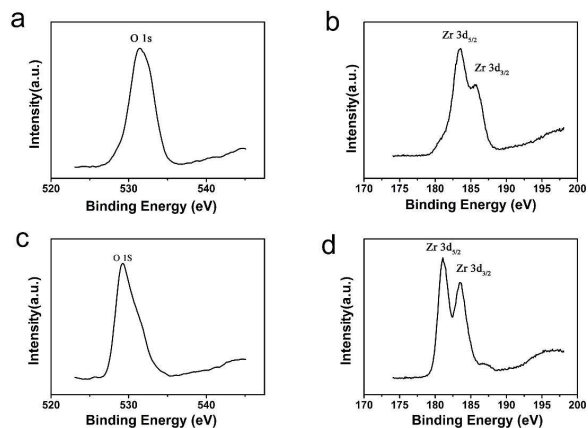 a
O 1s
Intensity(a.u.)
520 530 540
Binding Energy (eV)
b
Zr 3d5/2
Zr 3d3/2
Intensity(a.u.)
170 175 180 185 190 195 200
Binding Energy (eV)
c
O 1S
Intensity(a.u.)
520 530 540
Binding Energy (eV)
d
Zr 3d5/2
Zr 3d3/2
Intensity(a.u.)
170 175 180 185 190 195 200
Binding Energy (eV)